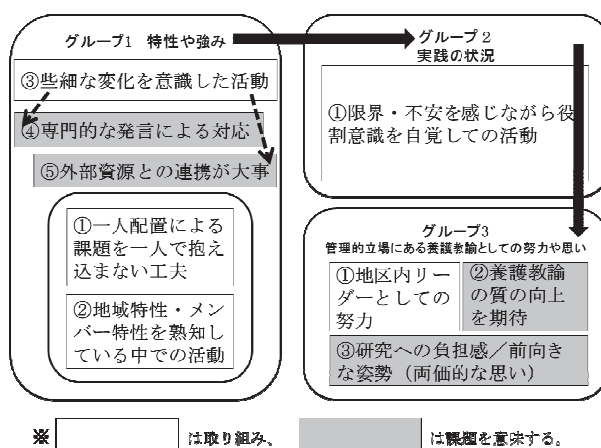 グループ1 特性や強み
③些細な変化を意識した活動
④専門的な発言による対応
⑤外部資源との連携が大事
①一人配置による
課題を一人で抱え
込まない工夫
②地域特性・メン
バー特性を熟知し
ている中での活動
グループ2
実践の状況
①限界・不安を感じながら役
割意識を自覚しての活動
グループ3
管理的立場にある養護教諭としての努力や思い
①地区内リー
ダーとしての
努力
②養護教諭
の質の向上
を期待
③研究への負担感／前向き
な姿勢（両価的な思い）
※ は取り組み、 は課題を意味する。